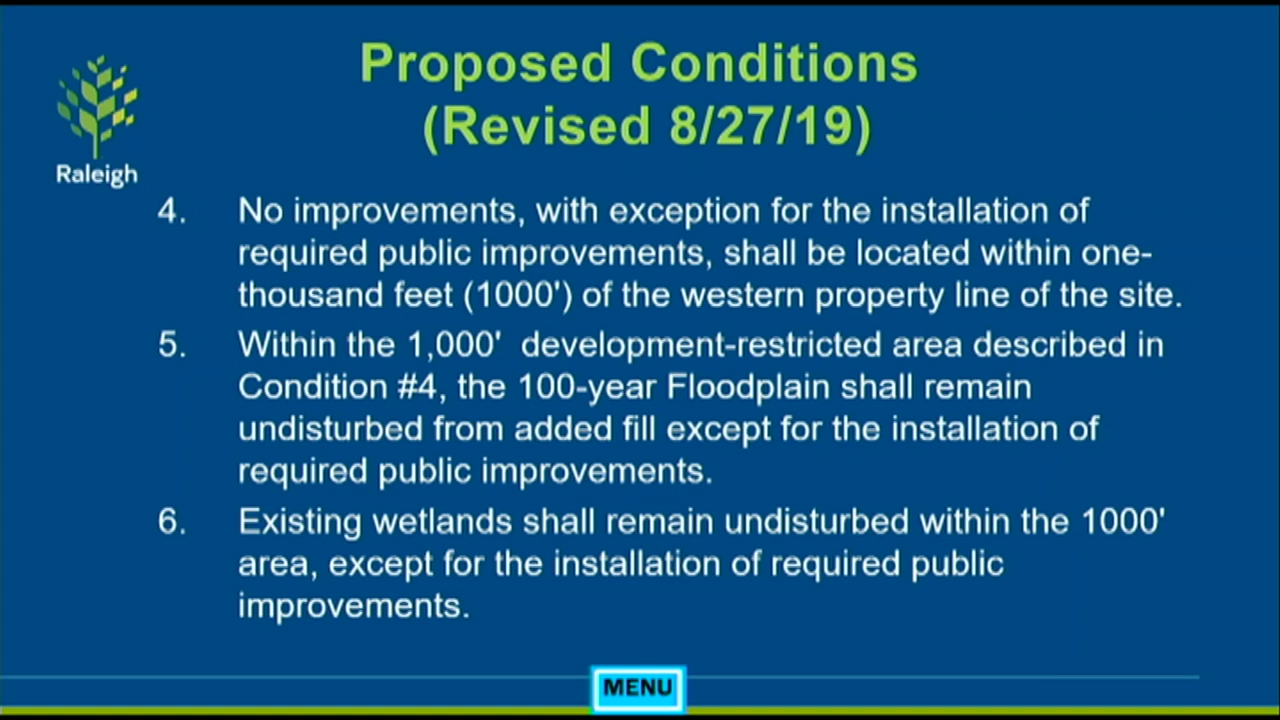 Proposed Conditions
(Revised 8/27/19)
Raleigh
4. No improvements, with exception for the installation of
required public improvements, shall be located within one-
thousand feet (1000') of the western property line of the site.
5. Within the 1,000' development-restricted area described in
Condition #4, the 100-year Floodplain shall remain
undisturbed from added fill except for the installation of
required public improvements.
6. Existing wetlands shall remain undisturbed within the 1000'
area, except for the installation of required public
improvements.
MENU